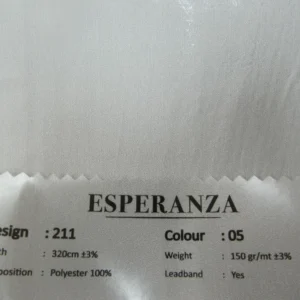 ESPERANZA
esign : 211 Colour : 05
th : 320cm ±3% Weight : 150 gr/mt ±3%
position : Polyester 100% Leadband : Yes